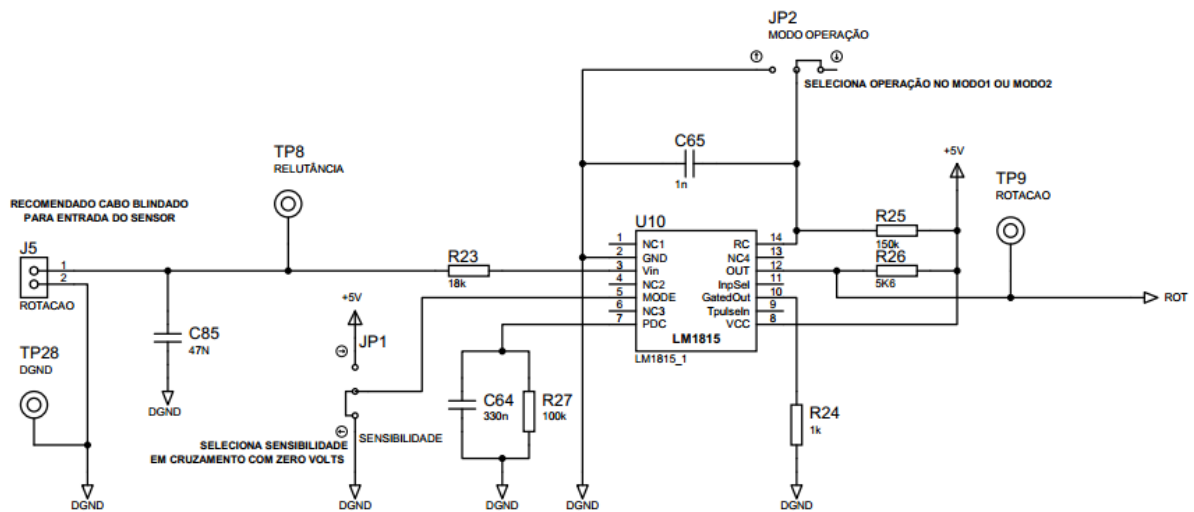 JP2
MODO OPERAÇÃO
SELECIONA OPERAÇÃO NO MODO1 OU MODO2
C65
1n
+5V
TP8
RELUTÂNCIA
TP9
ROTACAO
RECOMENDADO CABO BLINDADO
PARA ENTRADA DO SENSOR
J5
1
2
ROTACAO
R23
18k
U10
1 NC1 RC 14
2 GND NC4 13
3 Vin OUT 12
4 NC2 InpSel 11
5 MODE GatedOut 10
6 NC3 TpulseIn 9
7 PDC VCC 8
LM1815
LM1815_1
R25
150k
R26
5K6
ROT
+5V
JP1
C85
47N
DGND
TP28
DGND
SELECIONA SENSIBILIDADE
EM CRUZAMENTO COM ZERO VOLTS
SENSIBILIDADE
C64
330n
R27
100k
R24
1k
DGND
DGND
DGND
DGND
DGND